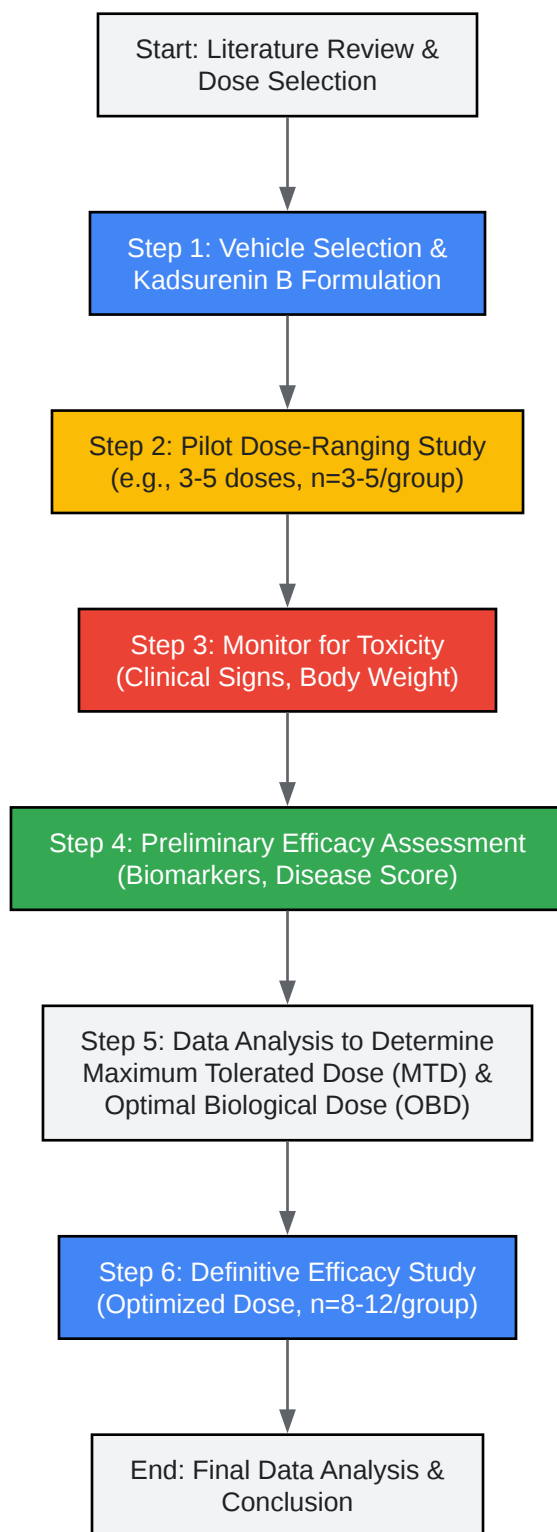 Start: Literature Review &
Dose Selection
Step 1: Vehicle Selection &
Kadsurenin B Formulation
Step 2: Pilot Dose-Ranging Study
(e.g., 3-5 doses, n=3-5/group)
Step 3: Monitor for Toxicity
(Clinical Signs, Body Weight)
Step 4: Preliminary Efficacy Assessment
(Biomarkers, Disease Score)
Step 5: Data Analysis to Determine
Maximum Tolerated Dose (MTD) &
Optimal Biological Dose (OBD)
Step 6: Definitive Efficacy Study
(Optimized Dose, n=8-12/group)
End: Final Data Analysis &
Conclusion